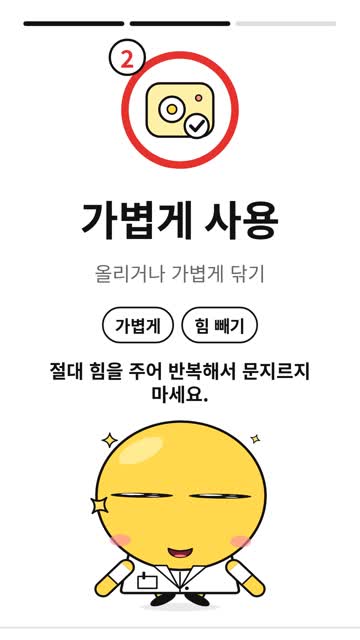 2
가볍게 사용
올리거나 가볍게 닦기
가볍게
힘 빼기
절대 힘을 주어 반복해서 문지르지
마세요.